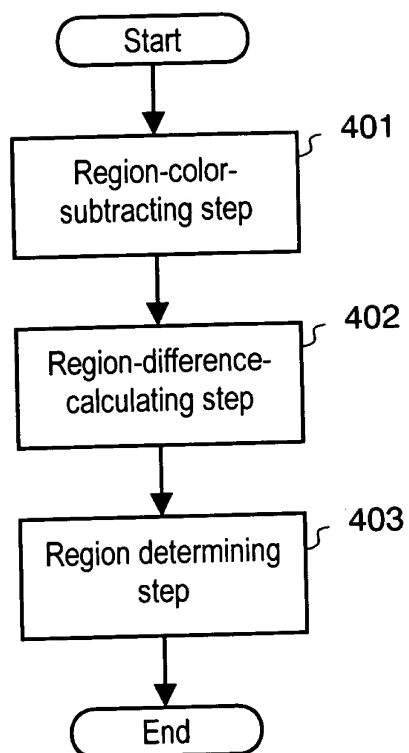 Start
401
Region-color-
subtracting step
402
Region-difference-
calculating step
403
Region determining
step
End